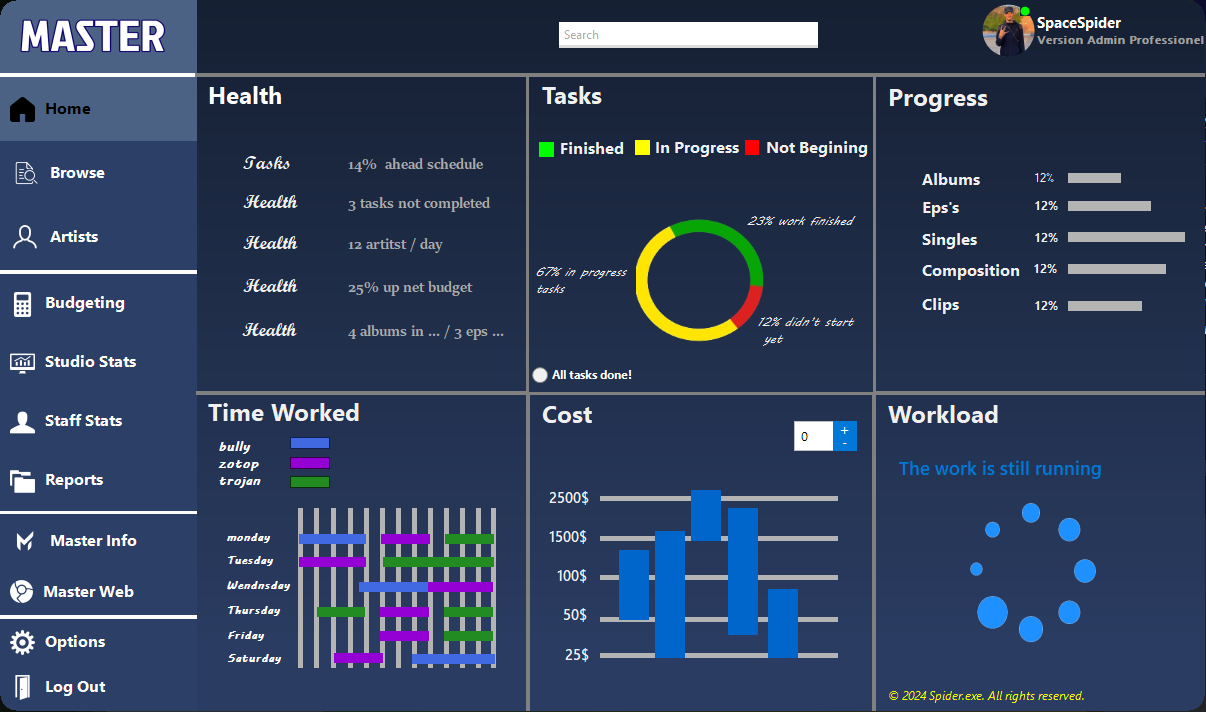 MASTER
Search
SpaceSpider
Version Admin Professionel
Home
Browse
Artists
Budgeting
Studio Stats
Staff Stats
Reports
Master Info
Master Web
Options
Log Out
Health
Tasks 14% ahead schedule
Health 3 tasks not completed
Health 12 artitst / day
Health 25% up net budget
Health 4 albums in ... / 3 eps ...
Tasks
Finished In Progress Not Begining
23% work finished
67% in progress
tasks
12% didn't start
yet
All tasks done!
Progress
Albums 12%
Eps's 12%
Singles 12%
Composition 12%
Clips 12%
Time Worked
bully
zotop
trojan
monday
Tuesday
Wendnsday
Thursday
Friday
Saturday
Cost
0 + -
2500$
1500$
100$
50$
25$
Workload
The work is still running
© 2024 Spider.exe. All rights reserved.